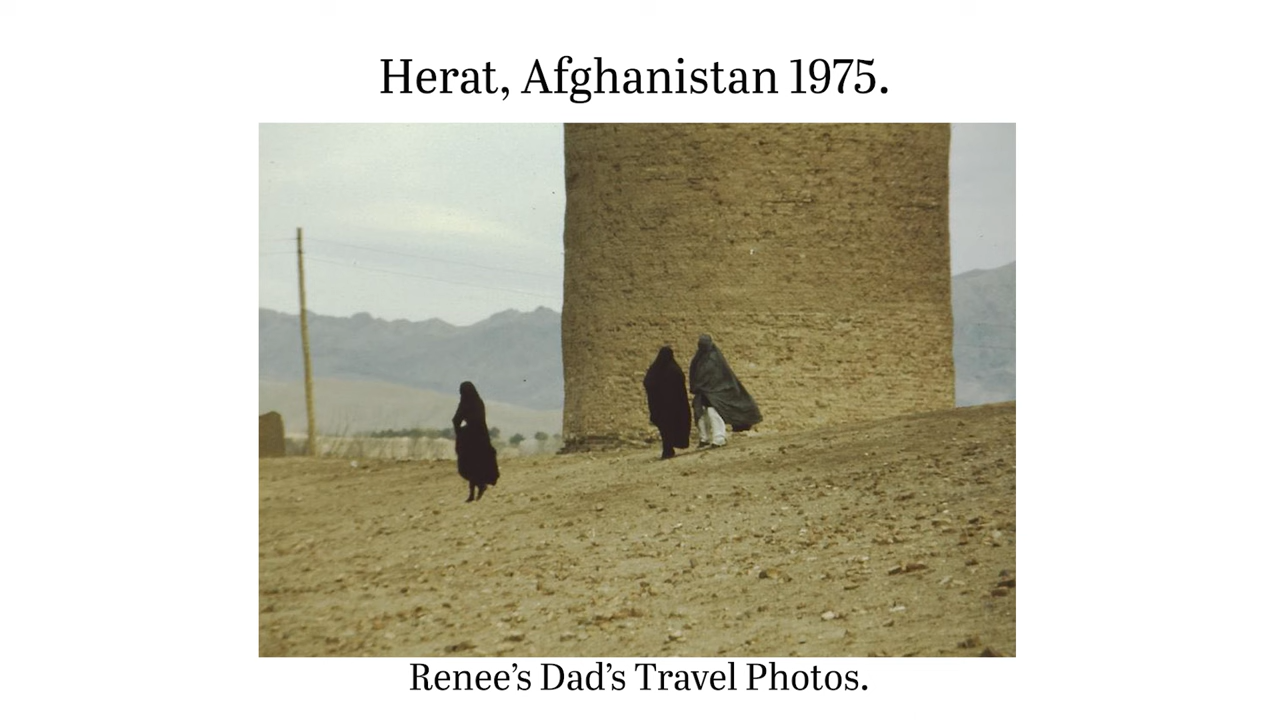 Herat, Afghanistan 1975.
Renee’s Dad’s Travel Photos.